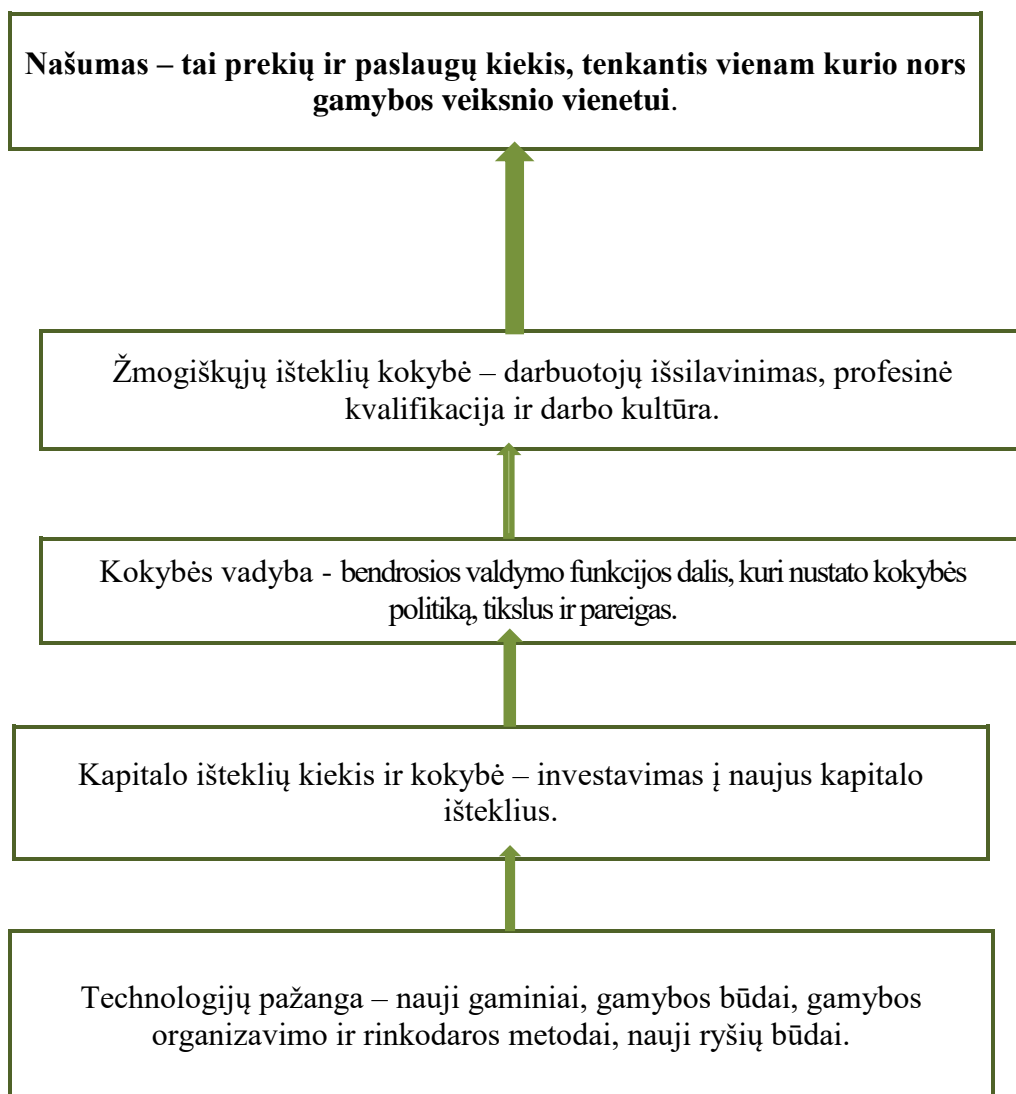 Našumas – tai prekių ir paslaugų kiekis, tenkantis vienam kurio nors
gamybos veiksnio vienetui.
Žmogiškųjų išteklių kokybė – darbuotojų išsilavinimas, profesinė
kvalifikacija ir darbo kultūra.
Kokybės vadyba - bendrosios valdymo funkcijos dalis, kuri nustato kokybės
politiką, tikslus ir pareigas.
Kapitalo išteklių kiekis ir kokybė – investavimas į naujus kapitalo
išteklius.
Technologijų pažanga – nauji gaminiai, gamybos būdai, gamybos
organizavimo ir rinkodaros metodai, nauji ryšių būdai.